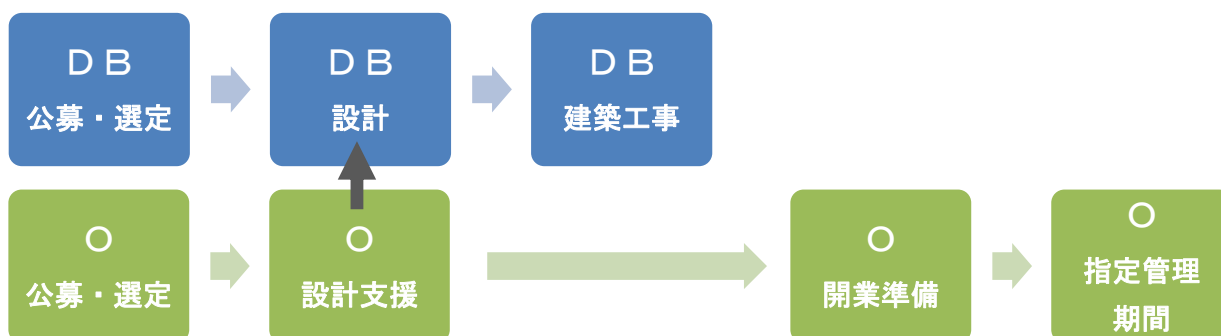 ＤＢ
公募・選定
ＤＢ
設計
ＤＢ
建築工事
Ｏ
公募・選定
Ｏ
設計支援
Ｏ
開業準備
Ｏ
指定管理
期間